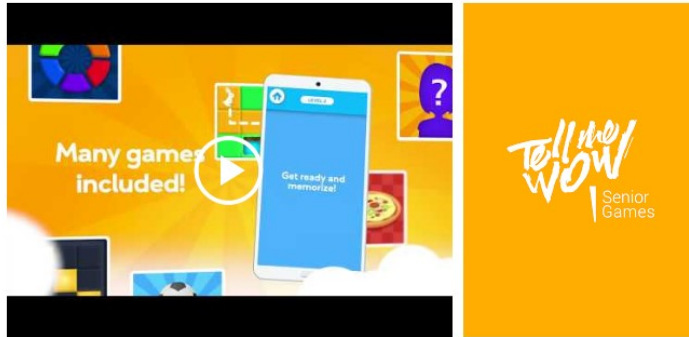 Many games
included!
LEVEL 1
Get ready and
memorize!
?
Tell me
WOW
Senior
Games